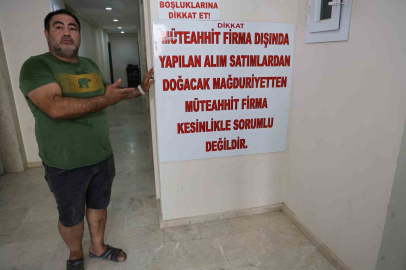 BOŞLUKLARINA
DİKKAT ET!
DİKKAT
MÜTEAHHİT FİRMA DIŞINDA
YAPILAN ALIM SATIMLARDAN
DOĞACAK MAĞDURİYETTEN
MÜTEAHHİT FİRMA
KESİNLİKLE SORUMLU
DEĞİLDİR.